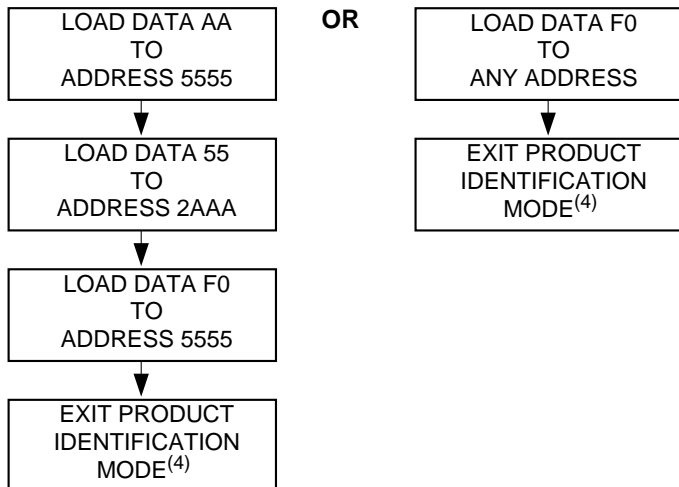 LOAD DATA AA
TO
ADDRESS 5555
LOAD DATA 55
TO
ADDRESS 2AAA
LOAD DATA F0
TO
ADDRESS 5555
EXIT PRODUCT
IDENTIFICATION
MODE(4)
OR
LOAD DATA F0
TO
ANY ADDRESS
EXIT PRODUCT
IDENTIFICATION
MODE(4)